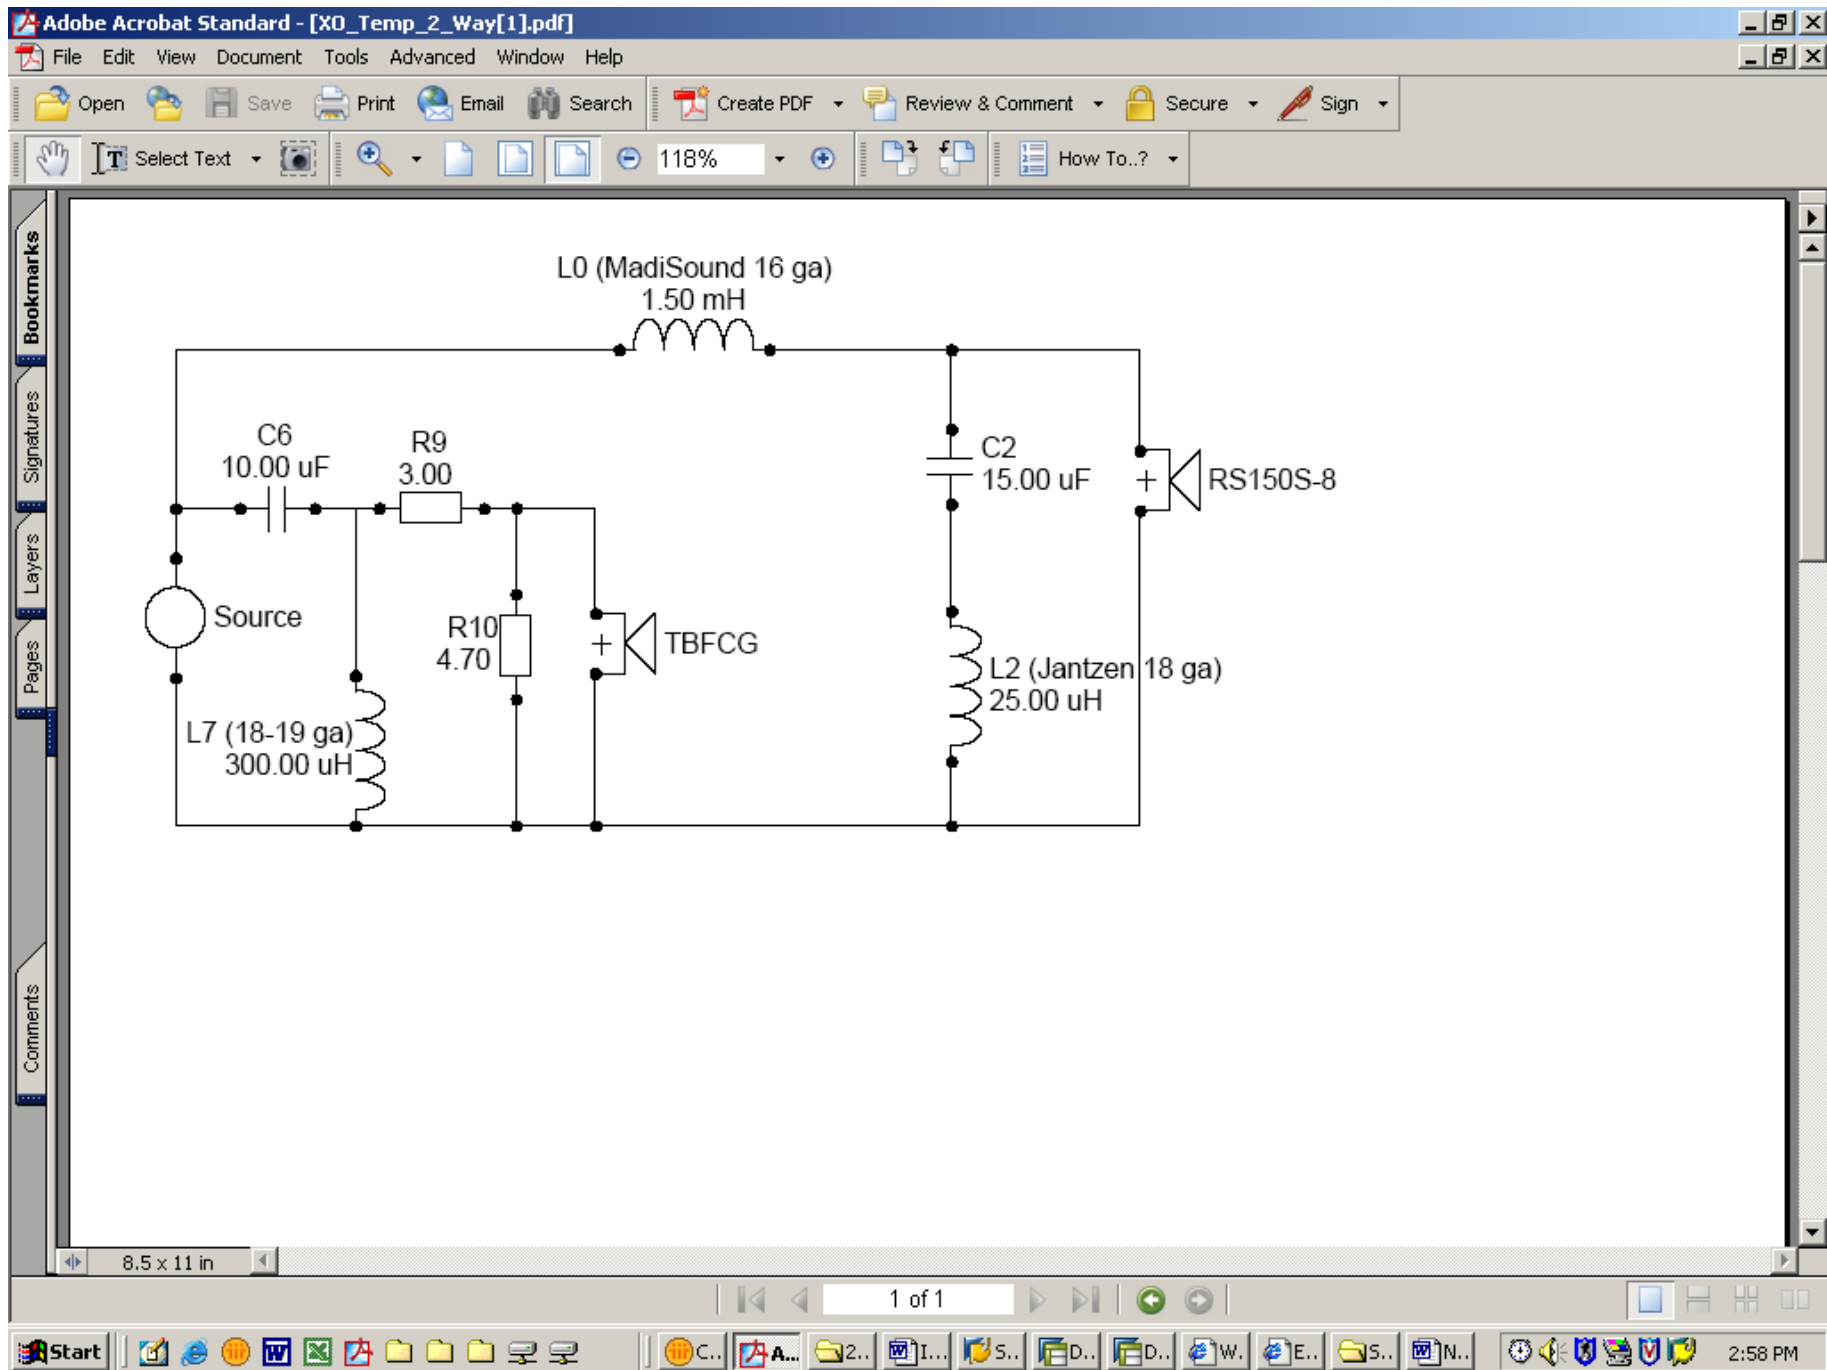 Adobe Acrobat Standard - [XO_Temp_2_Way[1].pdf]
File Edit View Document Tools Advanced Window Help
Open Save Print Email Search Create PDF Review & Comment Secure Sign
Select Text 118% How To..?
Bookmarks
Signatures
Layers
Pages
Comments
L0 (MadiSound 16 ga)
1.50 mH
C6
10.00 uF
R9
3.00
C2
15.00 uF
RS150S-8
Source
R10
4.70
TBFCG
L2 (Jantzen 18 ga)
25.00 uH
L7 (18-19 ga)
300.00 uH
8.5 x 11 in
1 of 1
Start C.. A... 2.. I... S.. D.. D.. W. E.. S.. N.. 2:58 PM